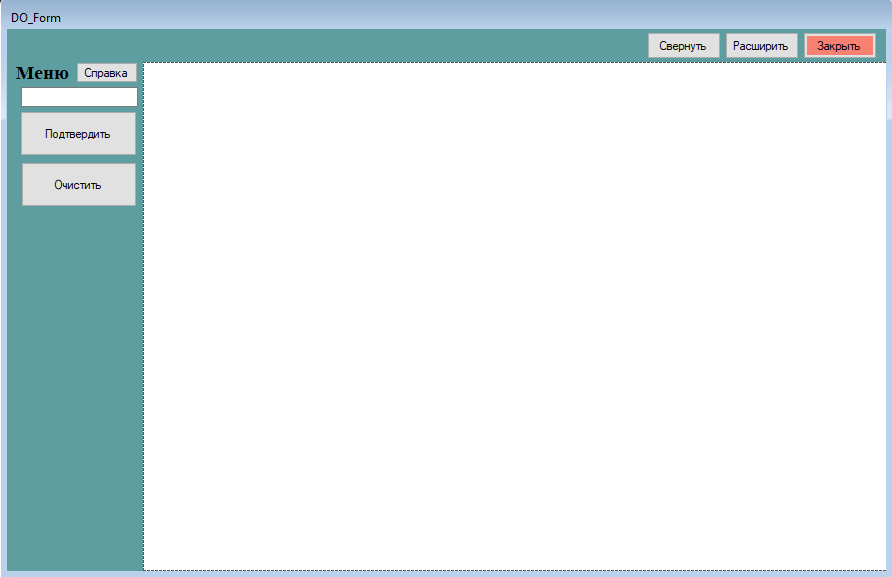 DO_Form
Свернуть Расширить Закрыть
Меню Справка
Подтвердить
Очистить